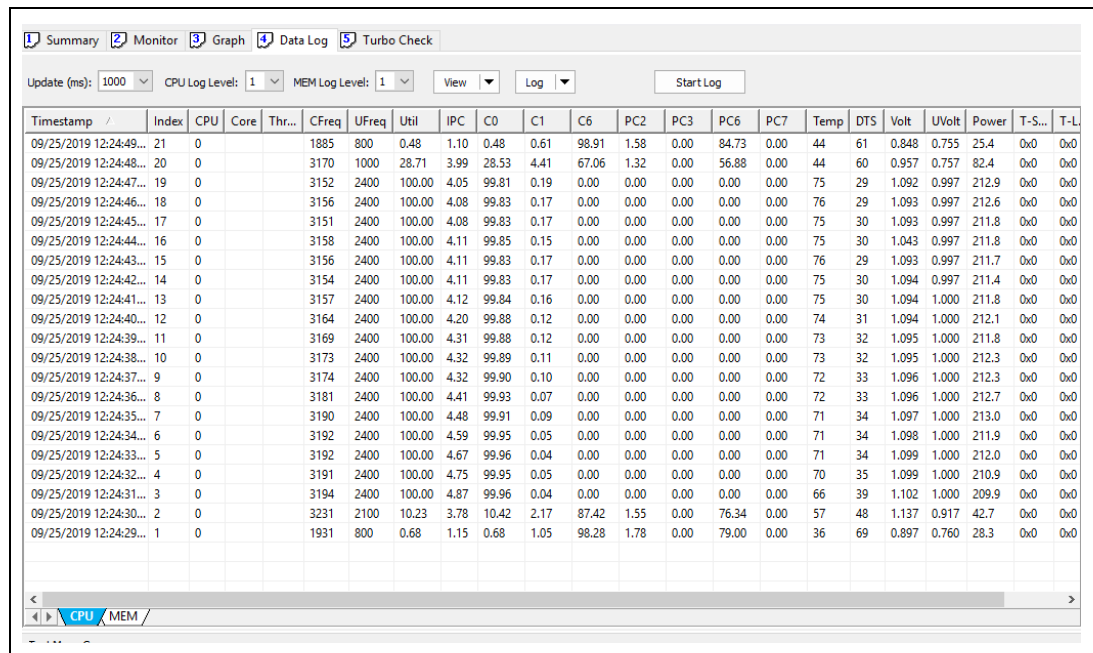 1 Summary 2 Monitor 3 Graph 4 Data Log 5 Turbo Check
Update (ms): 1000 CPU Log Level: 1 MEM Log Level: 1 View Log Start Log
Timestamp Index CPU Core Thr... CFreq UFreq Util IPC C0 C1 C6 PC2 PC3 PC6 PC7 Temp DTS Volt UVolt Power T-S... T-L.
09/25/2019 12:24:49... 21 0 1885 800 0.48 1.10 0.48 0.61 98.91 1.58 0.00 84.73 0.00 44 61 0.848 0.755 25.4 0x0 0x0
09/25/2019 12:24:48... 20 0 3170 1000 28.71 3.99 28.53 4.41 67.06 1.32 0.00 56.88 0.00 44 60 0.957 0.757 82.4 0x0 0x0
09/25/2019 12:24:47... 19 0 3152 2400 100.00 4.05 99.81 0.19 0.00 0.00 0.00 0.00 0.00 75 29 1.092 0.997 212.9 0x0 0x0
09/25/2019 12:24:46... 18 0 3156 2400 100.00 4.08 99.83 0.17 0.00 0.00 0.00 0.00 0.00 76 29 1.093 0.997 212.6 0x0 0x0
09/25/2019 12:24:45... 17 0 3151 2400 100.00 4.08 99.83 0.17 0.00 0.00 0.00 0.00 0.00 75 30 1.093 0.997 211.8 0x0 0x0
09/25/2019 12:24:44... 16 0 3158 2400 100.00 4.11 99.85 0.15 0.00 0.00 0.00 0.00 0.00 75 30 1.043 0.997 211.8 0x0 0x0
09/25/2019 12:24:43... 15 0 3156 2400 100.00 4.11 99.83 0.17 0.00 0.00 0.00 0.00 0.00 76 29 1.093 0.997 211.7 0x0 0x0
09/25/2019 12:24:42... 14 0 3154 2400 100.00 4.11 99.83 0.17 0.00 0.00 0.00 0.00 0.00 75 30 1.094 0.997 211.4 0x0 0x0
09/25/2019 12:24:41... 13 0 3157 2400 100.00 4.12 99.84 0.16 0.00 0.00 0.00 0.00 0.00 75 30 1.094 1.000 211.8 0x0 0x0
09/25/2019 12:24:40... 12 0 3164 2400 100.00 4.20 99.88 0.12 0.00 0.00 0.00 0.00 0.00 74 31 1.094 1.000 212.1 0x0 0x0
09/25/2019 12:24:39... 11 0 3169 2400 100.00 4.31 99.88 0.12 0.00 0.00 0.00 0.00 0.00 73 32 1.095 1.000 211.8 0x0 0x0
09/25/2019 12:24:38... 10 0 3173 2400 100.00 4.32 99.89 0.11 0.00 0.00 0.00 0.00 0.00 73 32 1.095 1.000 212.3 0x0 0x0
09/25/2019 12:24:37... 9 0 3174 2400 100.00 4.32 99.90 0.10 0.00 0.00 0.00 0.00 0.00 72 33 1.096 1.000 212.3 0x0 0x0
09/25/2019 12:24:36... 8 0 3181 2400 100.00 4.41 99.93 0.07 0.00 0.00 0.00 0.00 0.00 72 33 1.096 1.000 212.7 0x0 0x0
09/25/2019 12:24:35... 7 0 3190 2400 100.00 4.48 99.91 0.09 0.00 0.00 0.00 0.00 0.00 71 34 1.097 1.000 213.0 0x0 0x0
09/25/2019 12:24:34... 6 0 3192 2400 100.00 4.59 99.95 0.05 0.00 0.00 0.00 0.00 0.00 71 34 1.098 1.000 211.9 0x0 0x0
09/25/2019 12:24:33... 5 0 3192 2400 100.00 4.67 99.96 0.04 0.00 0.00 0.00 0.00 0.00 71 34 1.099 1.000 212.0 0x0 0x0
09/25/2019 12:24:32... 4 0 3191 2400 100.00 4.75 99.95 0.05 0.00 0.00 0.00 0.00 0.00 70 35 1.099 1.000 210.9 0x0 0x0
09/25/2019 12:24:31... 3 0 3194 2400 100.00 4.87 99.96 0.04 0.00 0.00 0.00 0.00 0.00 66 39 1.102 1.000 209.9 0x0 0x0
09/25/2019 12:24:30... 2 0 3231 2100 10.23 3.78 10.42 2.17 87.42 1.55 0.00 76.34 0.00 57 48 1.137 0.917 42.7 0x0 0x0
09/25/2019 12:24:29... 1 0 1931 800 0.68 1.15 0.68 1.05 98.28 1.78 0.00 79.00 0.00 36 69 0.897 0.760 28.3 0x0 0x0
CPU MEM